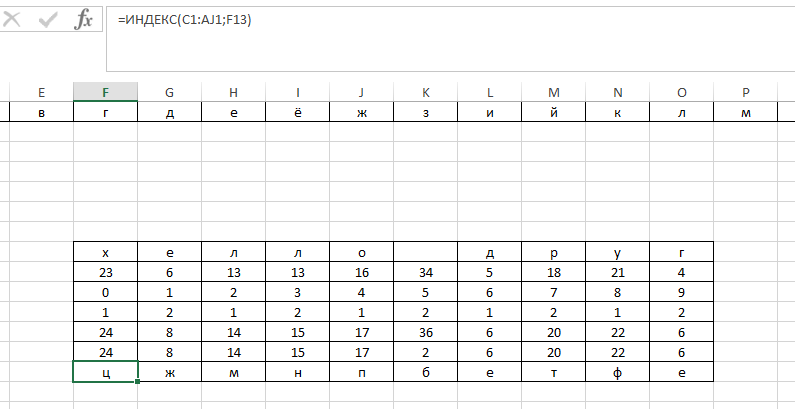 =ИНДЕКС(C1:AJ1;F13)
E F G H I J K L M N O P
в г д е ё ж з и й к л м
х е л л о д р у г
23 6 13 13 16 34 5 18 21 4
0 1 2 3 4 5 6 7 8 9
1 2 1 2 1 2 1 2 1 2
24 8 14 15 17 36 6 20 22 6
24 8 14 15 17 2 6 20 22 6
ц ж м н п б е т ф е